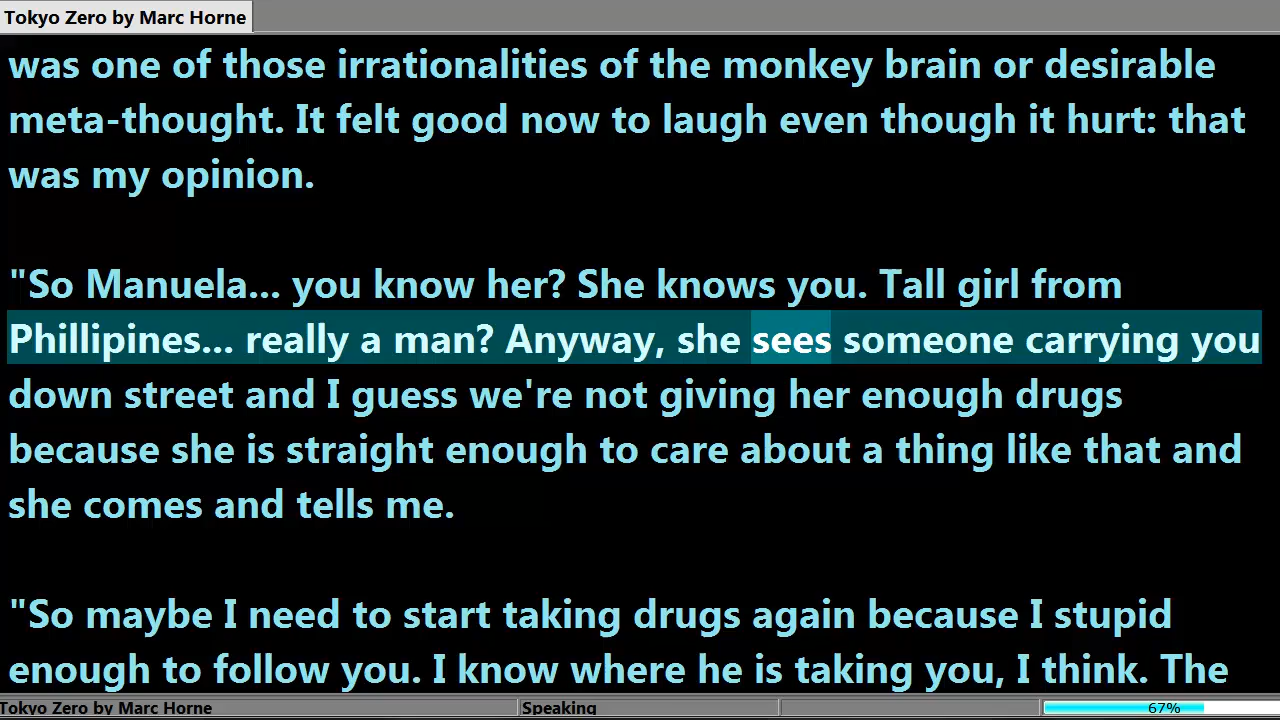 Tokyo Zero by Marc Horne
was one of those irrationalities of the monkey brain or desirable
meta-thought. It felt good now to laugh even though it hurt: that
was my opinion.
"So Manuela... you know her? She knows you. Tall girl from
Phillipines... really a man? Anyway, she sees someone carrying you
down street and I guess we're not giving her enough drugs
because she is straight enough to care about a thing like that and
she comes and tells me.
"So maybe I need to start taking drugs again because I stupid
enough to follow you. I know where he is taking you, I think. The
Tokyo Zero by Marc Horne Speaking 67%